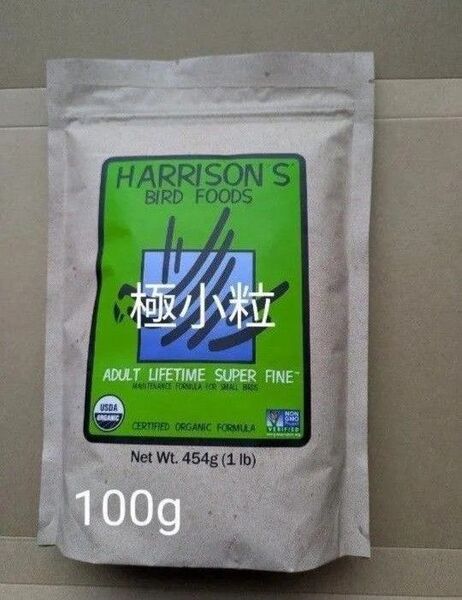 HARRISON'S
BIRD FOODS
極小粒
ADULT LIFETIME SUPER FINE™
MAINTENANCE FORMULA FOR SMALL BIRDS
USDA
ORGANIC
CERTIFIED ORGANIC FORMULA
NON
GMO
Project
VERIFIED
Net Wt. 454g (1 lb)
100g